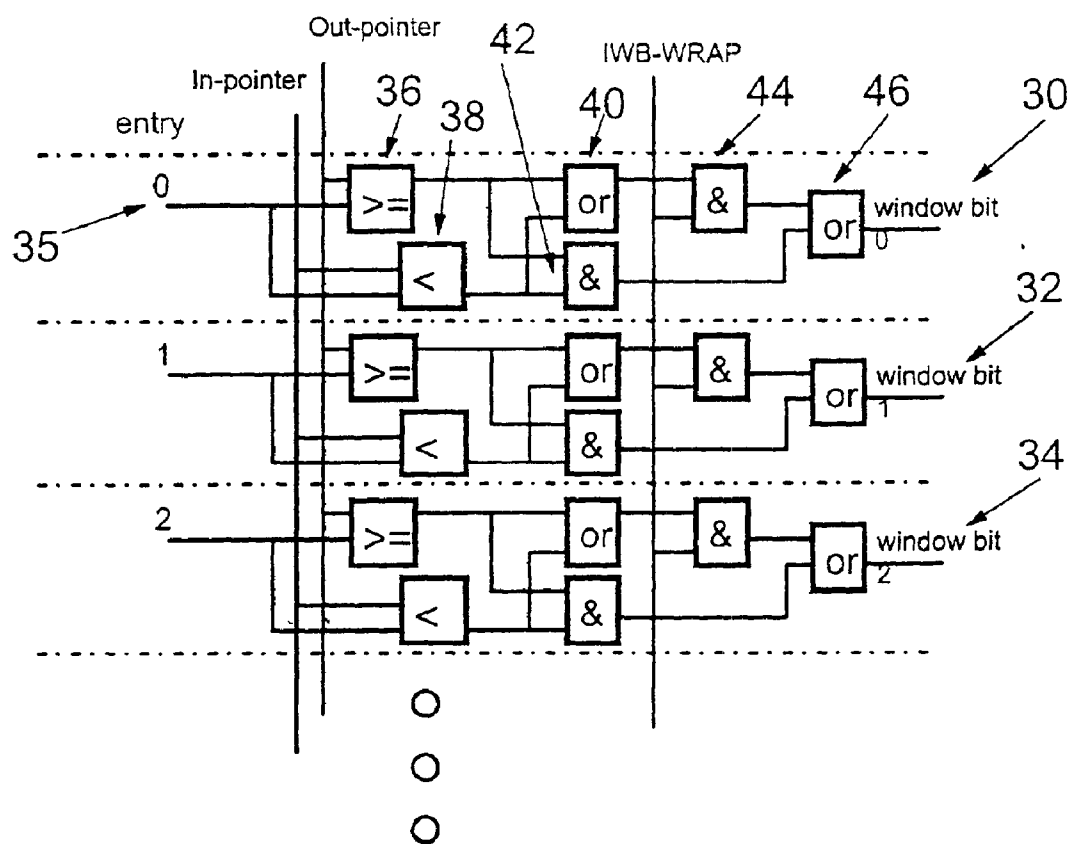 Out-pointer
42
IWB-WRAP
In-pointer
36
38
40
44
46
30
entry
0
>=
or
&
or
window bit
0
35
<
&
32
1
>=
or
&
or
window bit
1
<
&
34
2
>=
or
&
or
window bit
2
<
&